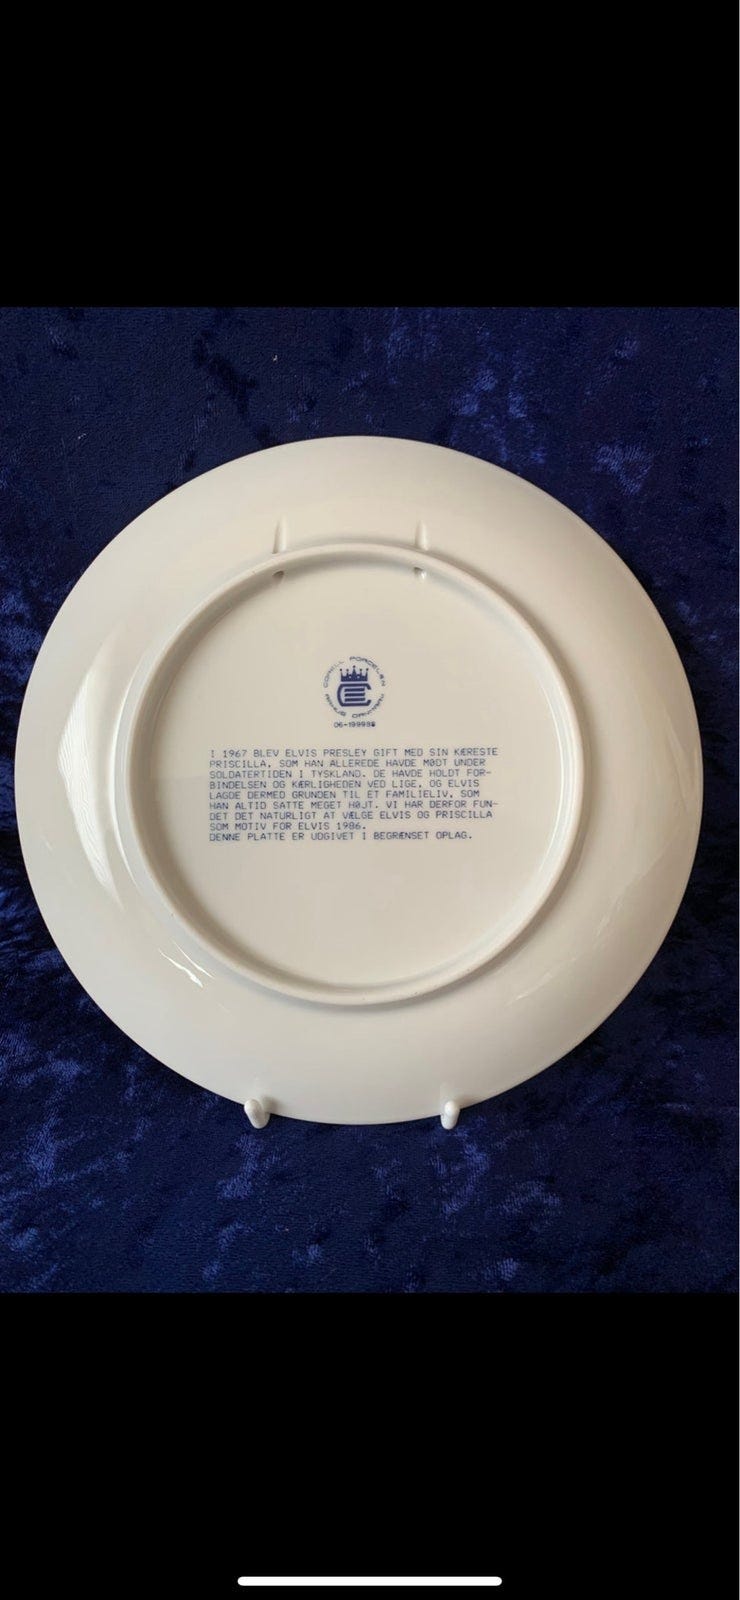 PORCELÆN
DANMARK
I 1967 BLEV ELVIS PRESLEY GIFT MED SIN KÆRESTE
PRISCILLA, SOM HAN ALLEREDE HAVDE MØDT UNDER
SOLDATERTIDEN I TYSKLAND. DE HAVDE HOLDT FOR-
BINDELSEN OG KÆRLIGHEDEN VED LIGE, OG ELVIS
LAGDE DERMED GRUNDEN TIL ET FAMILIELIV, SOM
HAN ALTID SATTE MEGET HØJT. VI HAR DERFOR FUN-
DET DET NATURLIGT AT VÆLGE ELVIS OG PRISCILLA
SOM MOTIV FOR ELVIS 1986.
DENNE PLATTE ER UDGIVET I BEGRÆNSET OPLAG.